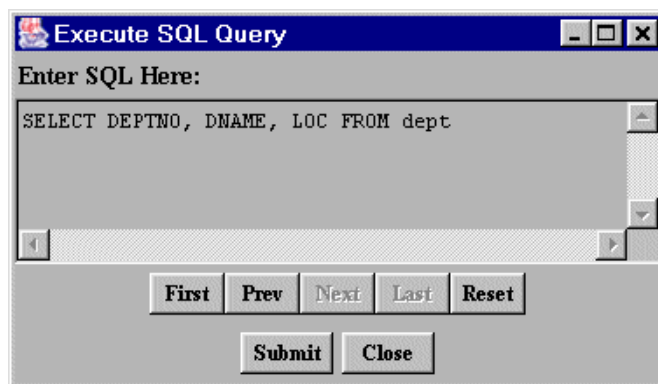 Execute SQL Query
Enter SQL Here:
SELECT DEPTNO, DNAME, LOC FROM dept
First Prev Next Last Reset
Submit Close